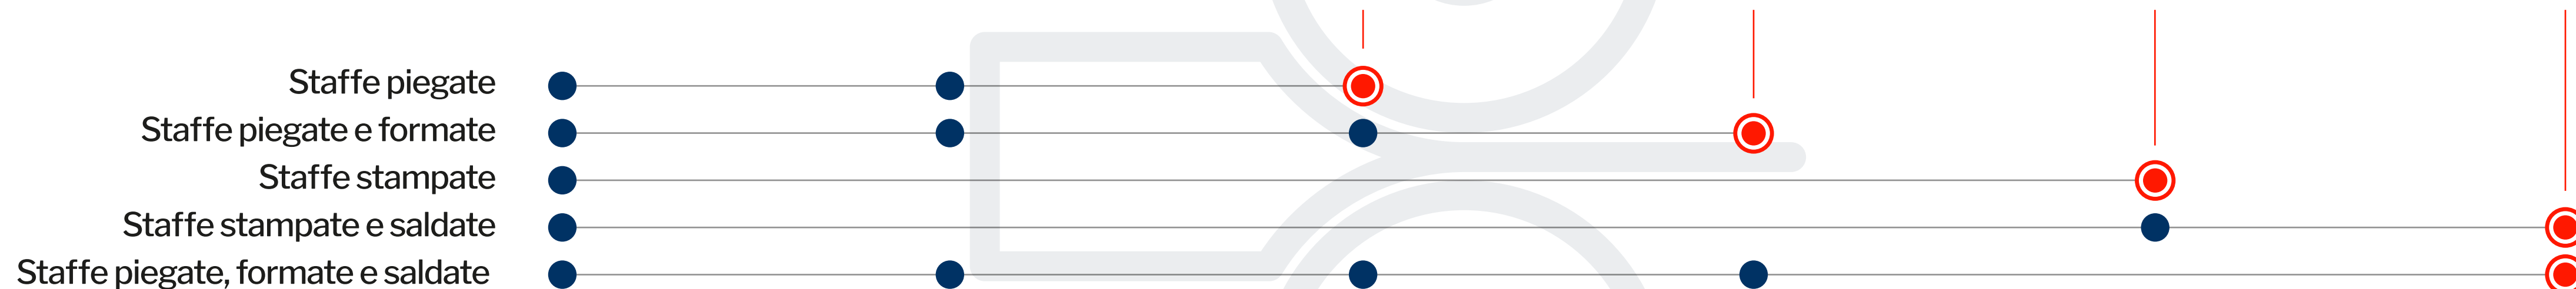 Staffe piegate
Staffe piegate e formate
Staffe stampate
Staffe stampate e saldate
Staffe piegate, formate e saldate